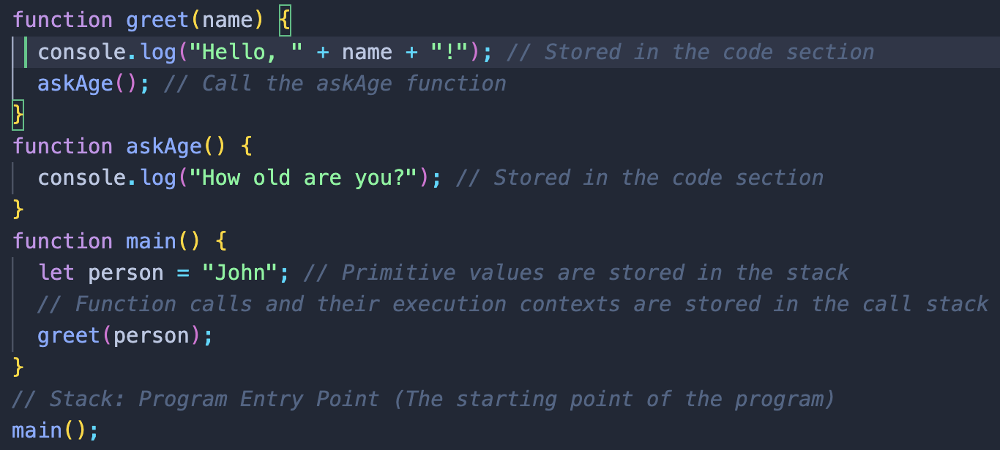 function greet(name) {
  console.log("Hello, " + name + "!"); // Stored in the code section
  askAge(); // Call the askAge function
}
function askAge() {
  console.log("How old are you?"); // Stored in the code section
}
function main() {
  let person = "John"; // Primitive values are stored in the stack
  // Function calls and their execution contexts are stored in the call stack
  greet(person);
}
// Stack: Program Entry Point (The starting point of the program)
main();